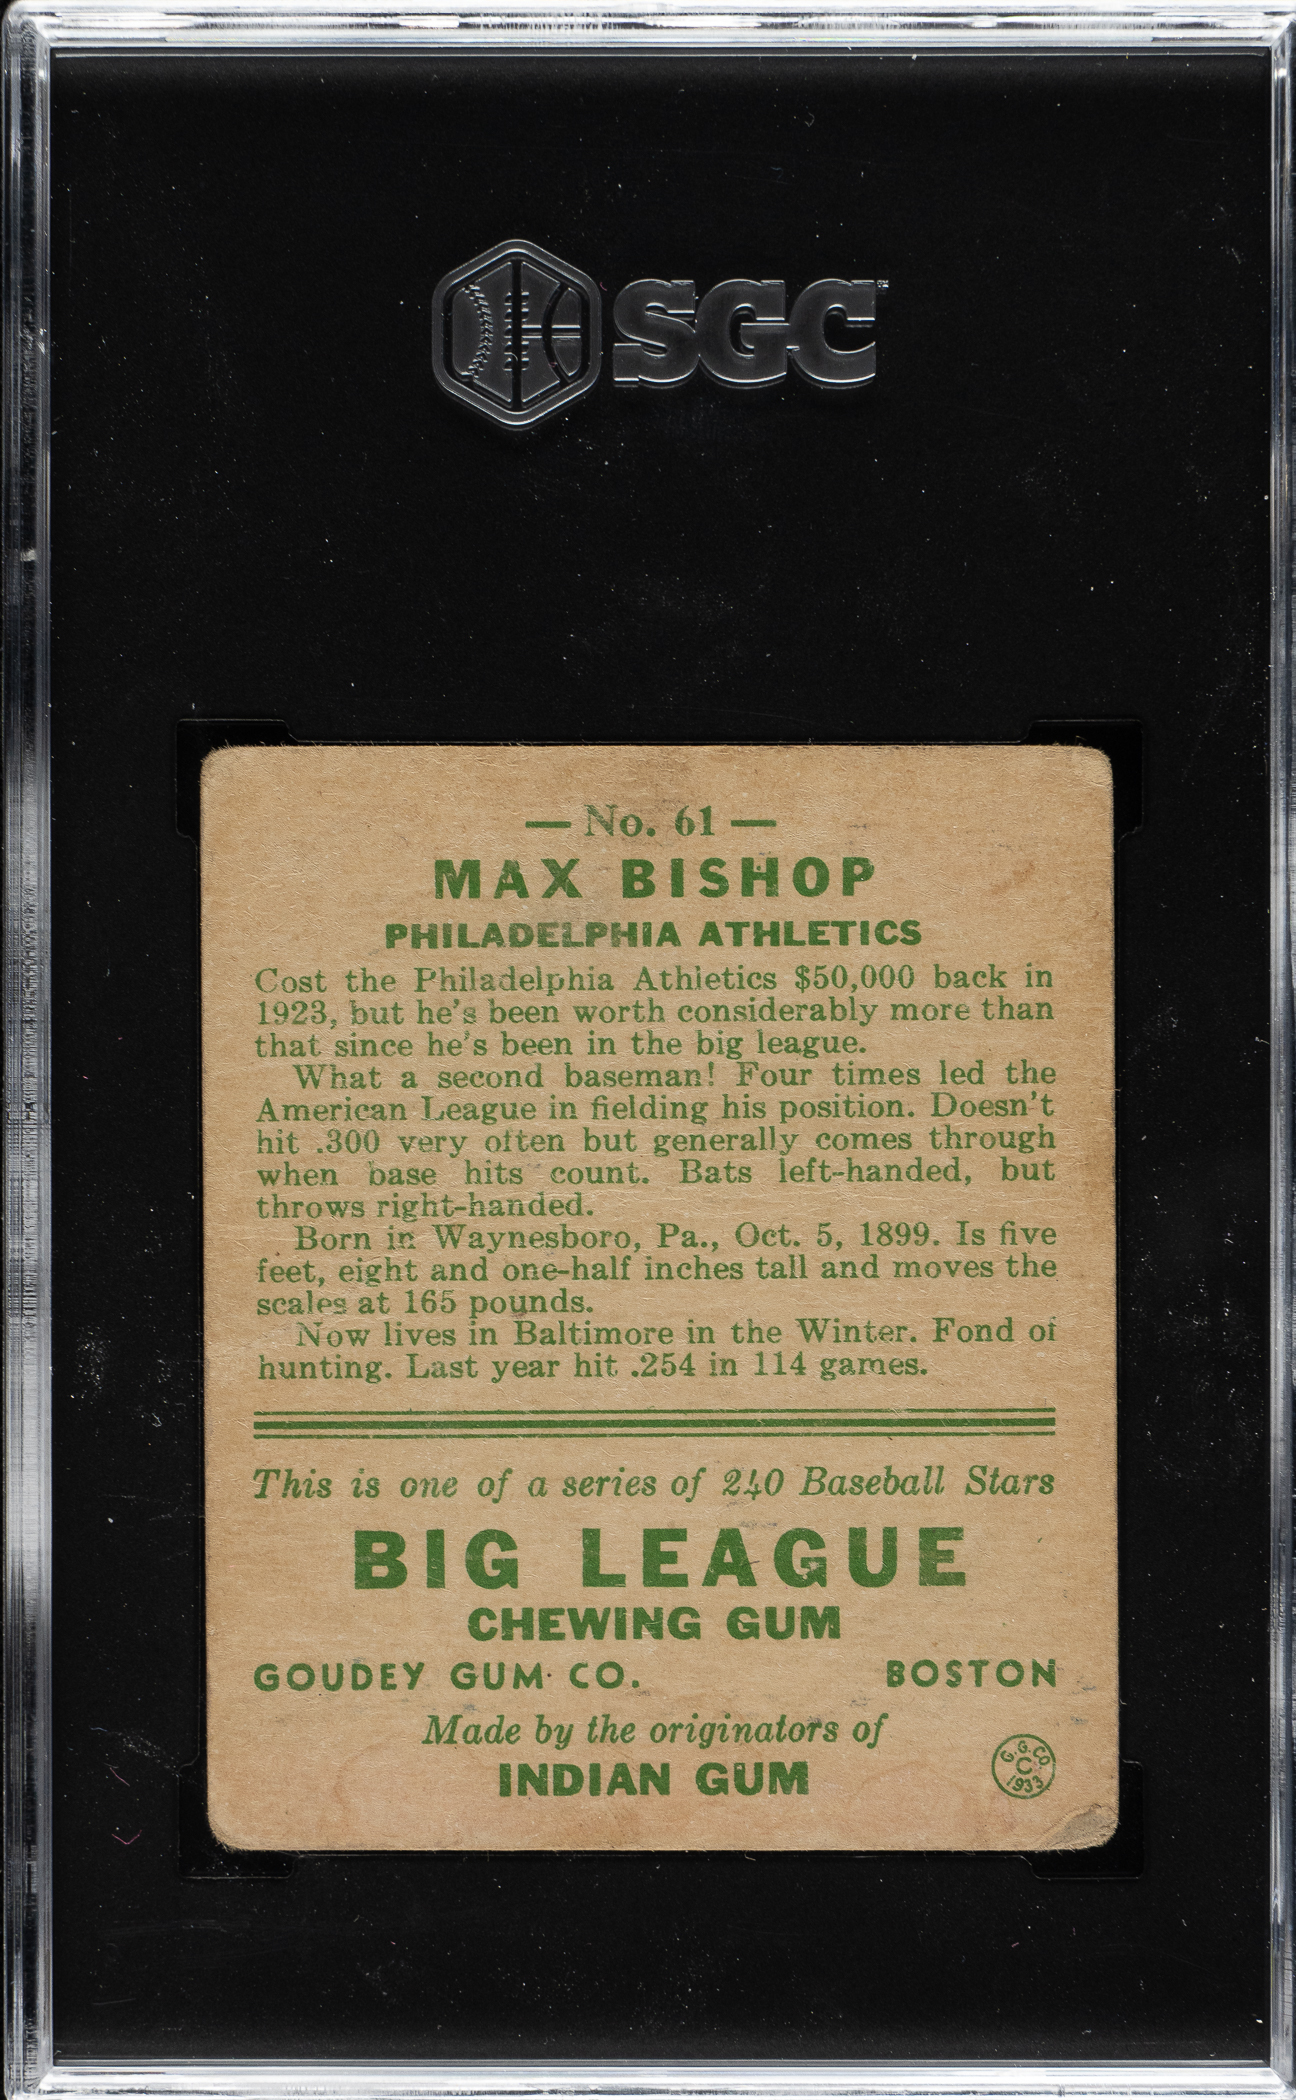 SGC
— No. 61 —
MAX BISHOP
PHILADELPHIA ATHLETICS
Cost the Philadelphia Athletics $50,000 back in
1923, but he's been worth considerably more than
that since he's been in the big league.
What a second baseman! Four times led the
American League in fielding his position. Doesn't
hit .300 very often but generally comes through
when base hits count. Bats left-handed, but
throws right-handed.
Born in Waynesboro, Pa., Oct. 5, 1899. Is five
feet, eight and one-half inches tall and moves the
scales at 165 pounds.
Now lives in Baltimore in the Winter. Fond of
hunting. Last year hit .254 in 114 games.
This is one of a series of 240 Baseball Stars
BIG LEAGUE
CHEWING GUM
GOUDEY GUM CO. BOSTON
Made by the originators of
INDIAN GUM
G. G. CO
C
1933